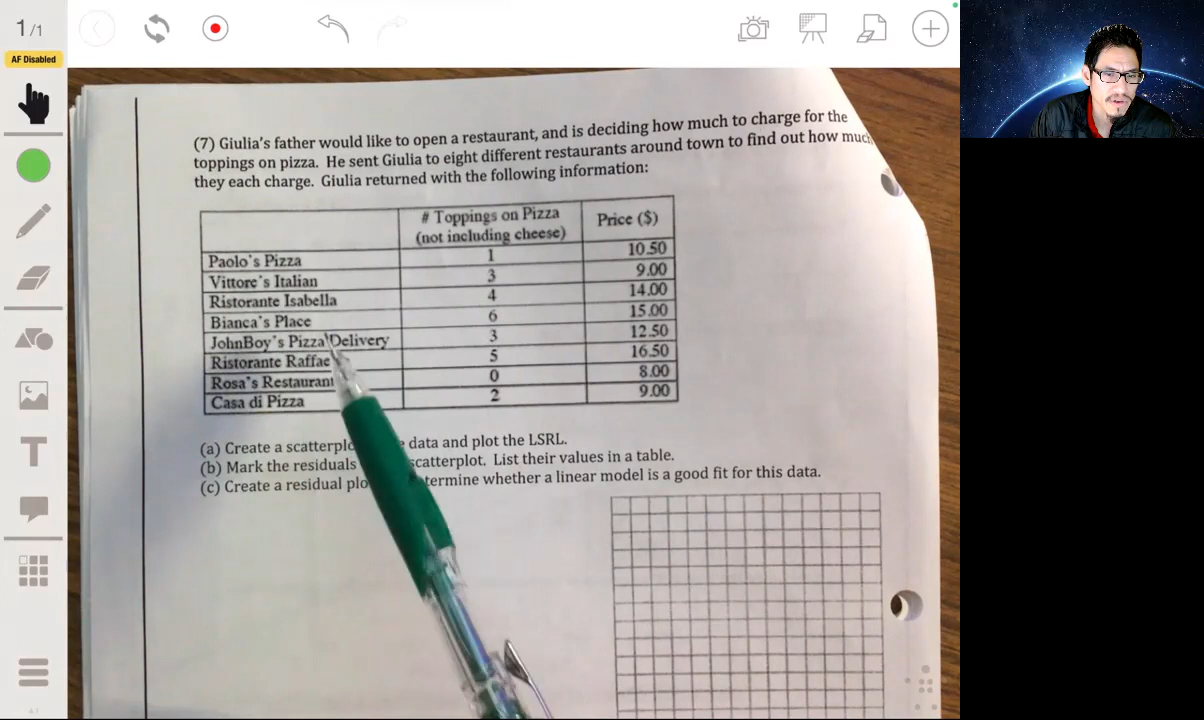 1/1
AF Disabled
(7) Giulia's father would like to open a restaurant, and is deciding how much to charge for the
toppings on pizza. He sent Giulia to eight different restaurants around town to find out how much
they each charge. Giulia returned with the following information:
# Toppings on Pizza
(not including cheese) Price ($)
Paolo's Pizza 1 10.50
Vittore's Italian 3 9.00
Ristorante Isabella 4 14.00
Bianca's Place 6 15.00
JohnBoy's Pizza Delivery 3 12.50
Ristorante Raffae 5 16.50
Rosa's Restaurant 0 8.00
Casa di Pizza 2 9.00
(a) Create a scatterplo data and plot the LSRL.
(b) Mark the residuals scatterplot. List their values in a table.
(c) Create a residual plo termine whether a linear model is a good fit for this data.
T